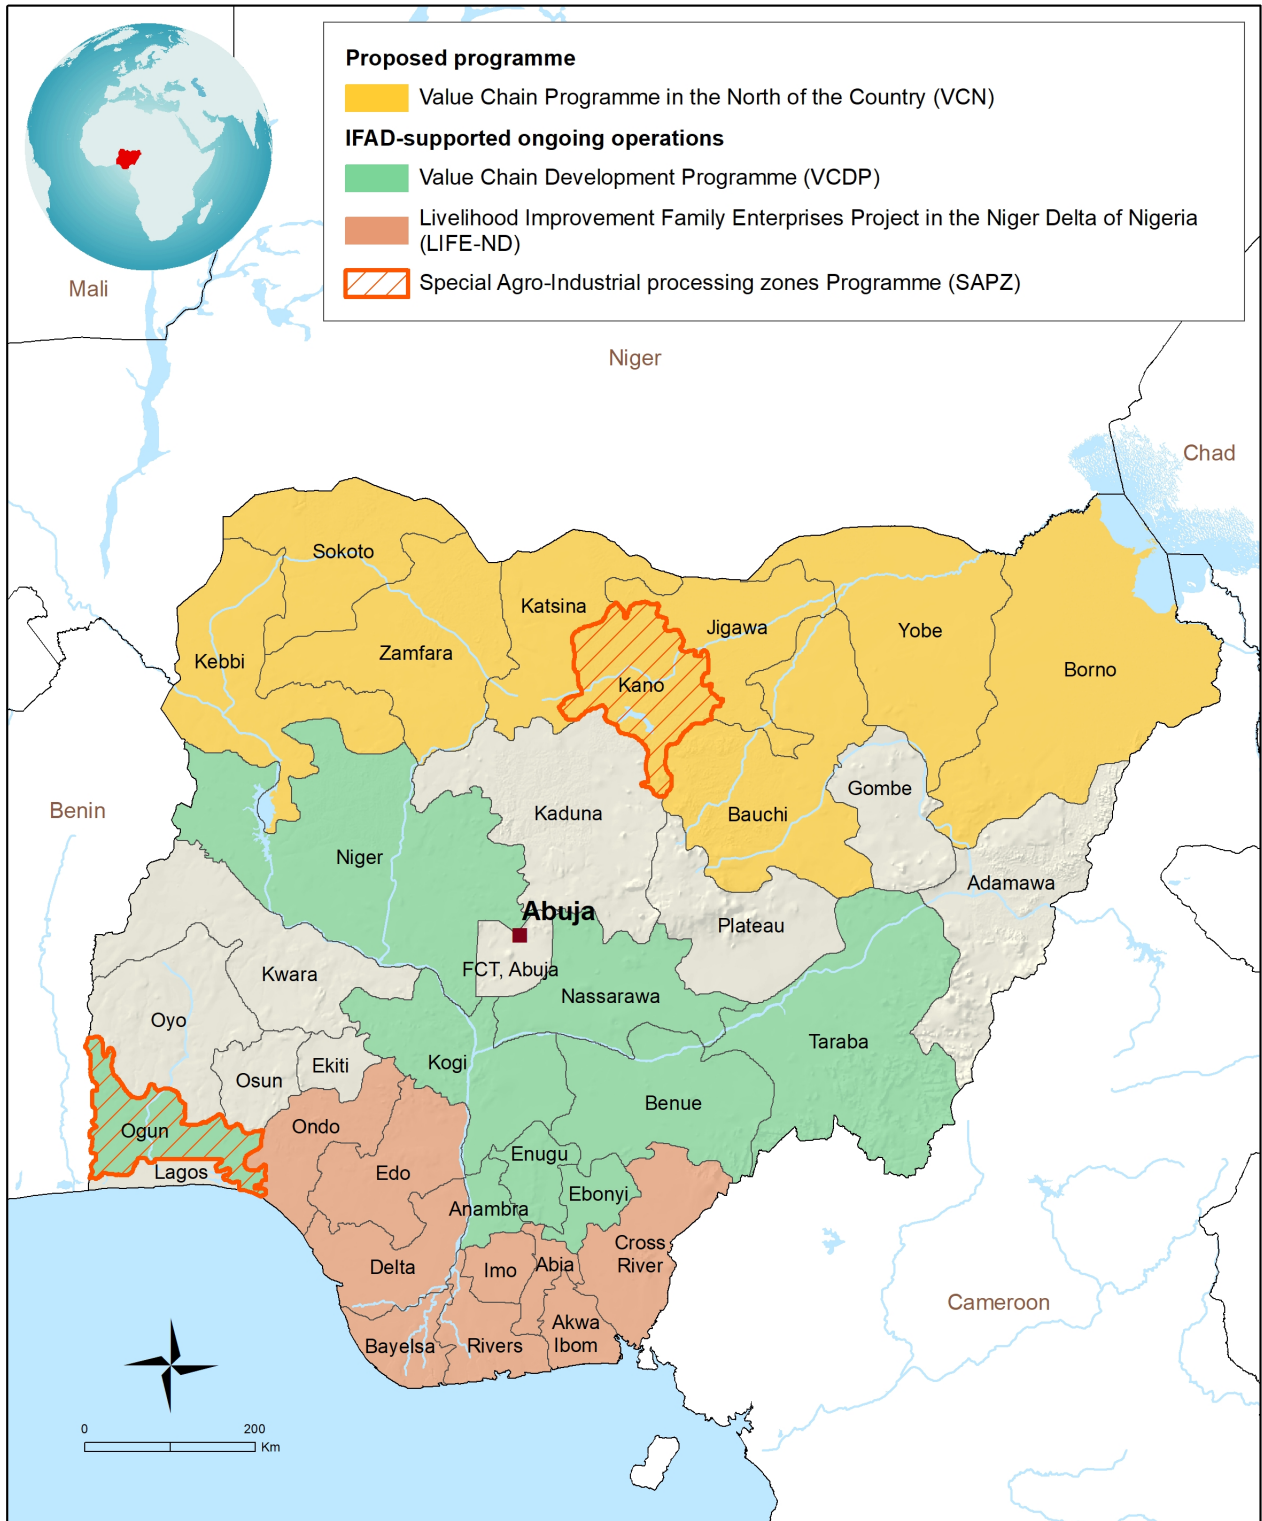 Proposed programme
Value Chain Programme in the North of the Country (VCN)
IFAD-supported ongoing operations
Value Chain Development Programme (VCDP)
Livelihood Improvement Family Enterprises Project in the Niger Delta of Nigeria
(LIFE-ND)
Special Agro-Industrial processing zones Programme (SAPZ)
Mali
Niger
Chad
Sokoto
Katsina
Jigawa
Yobe
Zamfara
Kebbi
Kano
Borno
Benin
Gombe
Kaduna
Bauchi
Niger
Adamawa
Abuja
Plateau
FCT, Abuja
Kwara
Nassarawa
Oyo
Taraba
Kogi
Ekiti
Osun
Benue
Ondo
Ogun
Enugu
Lagos
Edo
Ebonyi
Anambra
Cross
River
Delta
Imo
Abia
Cameroon
Akwa
Ibom
Bayelsa
Rivers
0 200
Km